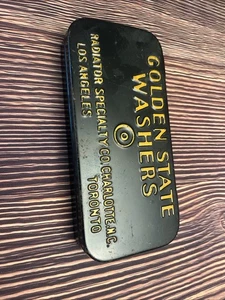 GOLDEN STATE
WASHERS
RADIATOR SPECIALTY CO. CHARLOTTE, N.C.
LOS ANGELES TORONTO